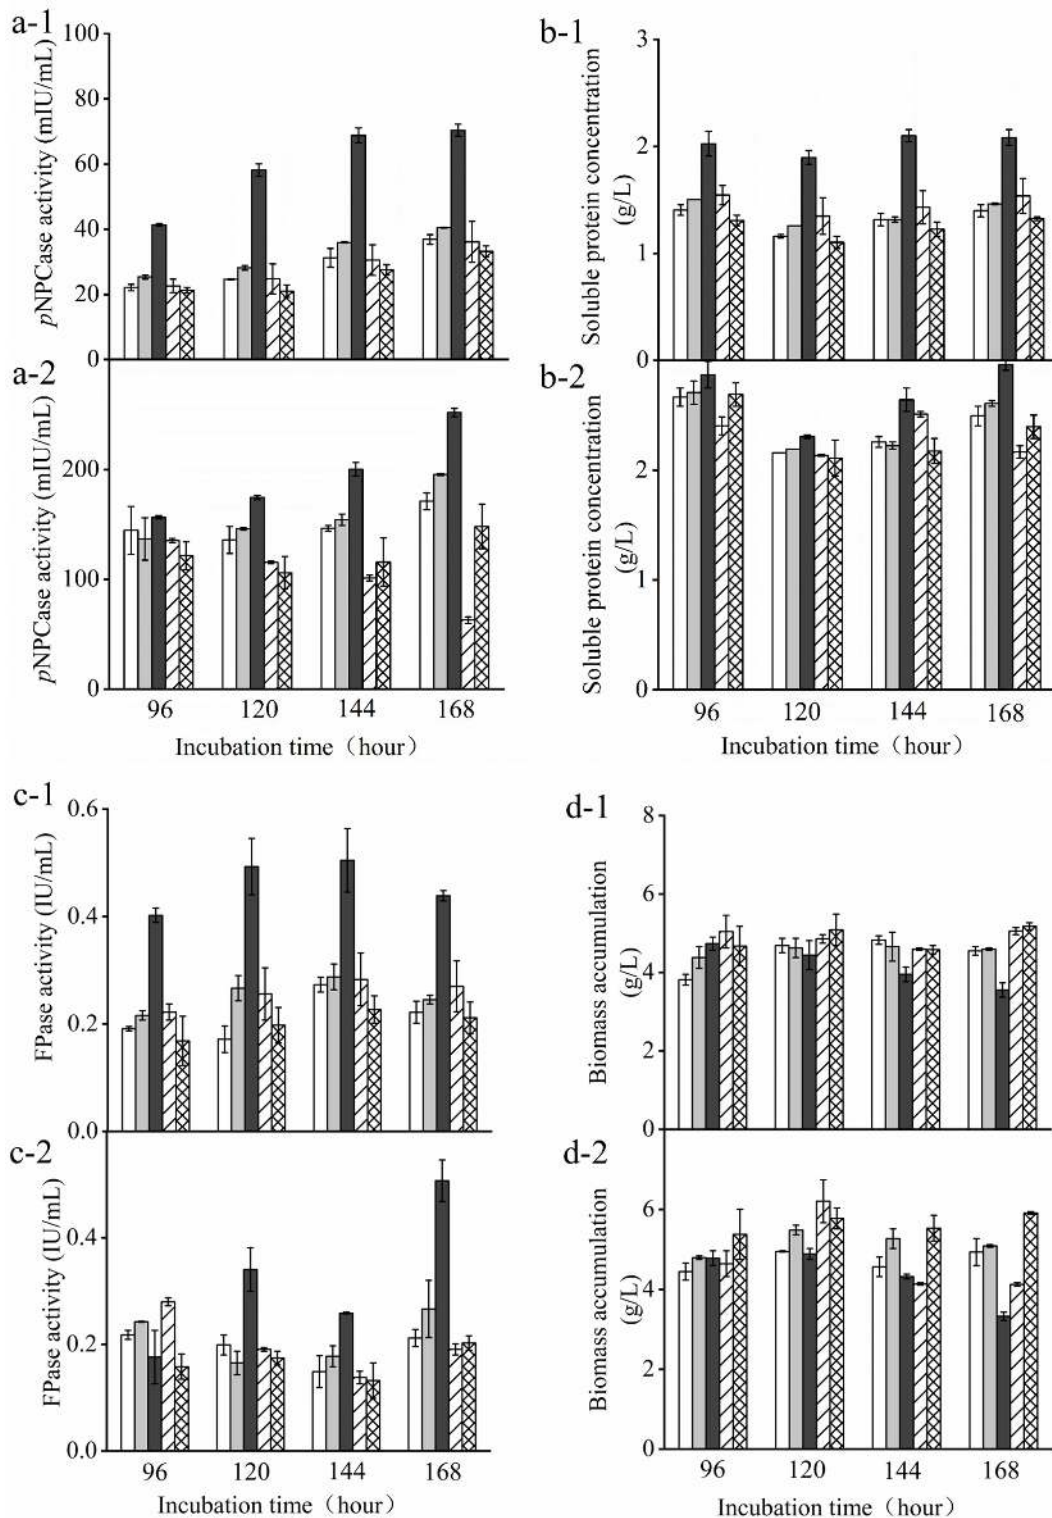 a-1
pNPCase activity (mIU/mL)
100
80
60
40
20
0
b-1
Soluble protein concentration
(g/L)
3
2
1
0
a-2
pNPCase activity (mIU/mL)
200
100
0
96 120 144 168
Incubation time（hour）
b-2
Soluble protein concentration
(g/L)
2
1
0
96 120 144 168
Incubation time（hour）
c-1
FPase activity (IU/mL)
0.6
0.4
0.2
0.0
d-1
Biomass accumulation
(g/L)
8
6
4
2
0
c-2
FPase activity (IU/mL)
0.4
0.2
0.0
96 120 144 168
Incubation time（hour）
d-2
Biomass accumulation
(g/L)
6
4
2
0
96 120 144 168
Incubation time（hour）